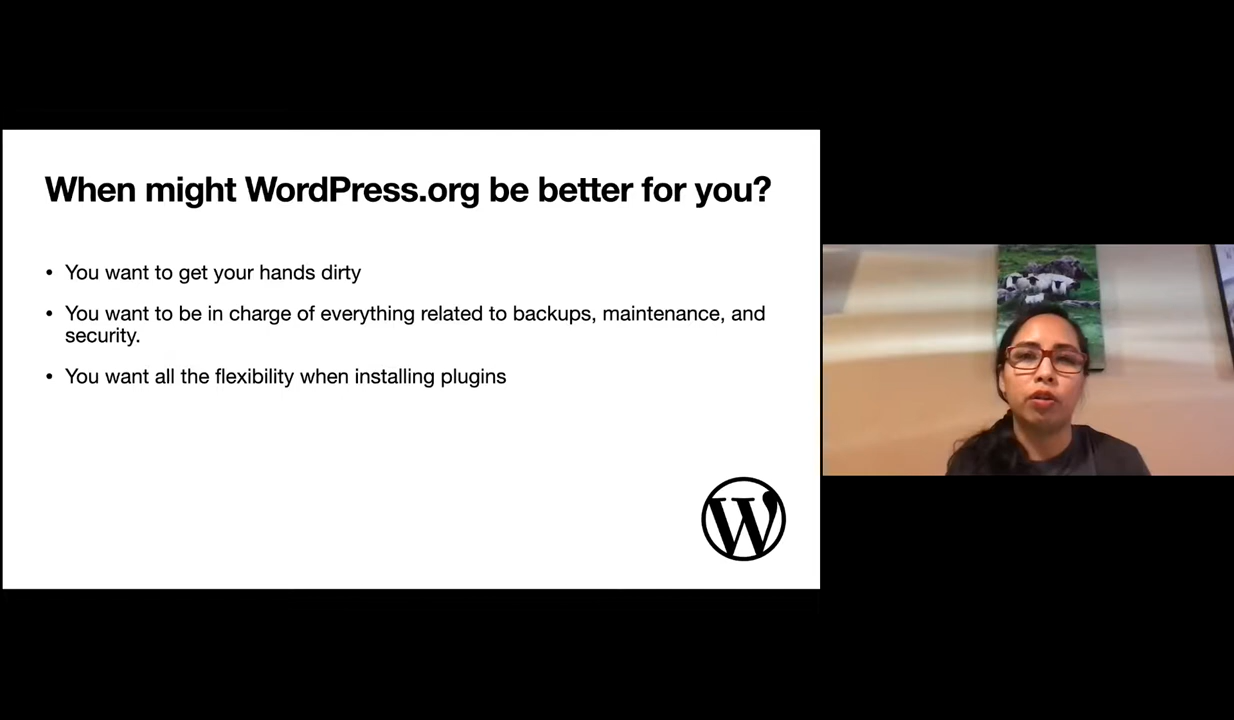 When might WordPress.org be better for you?
• You want to get your hands dirty
• You want to be in charge of everything related to backups, maintenance, and
security.
• You want all the flexibility when installing plugins
W